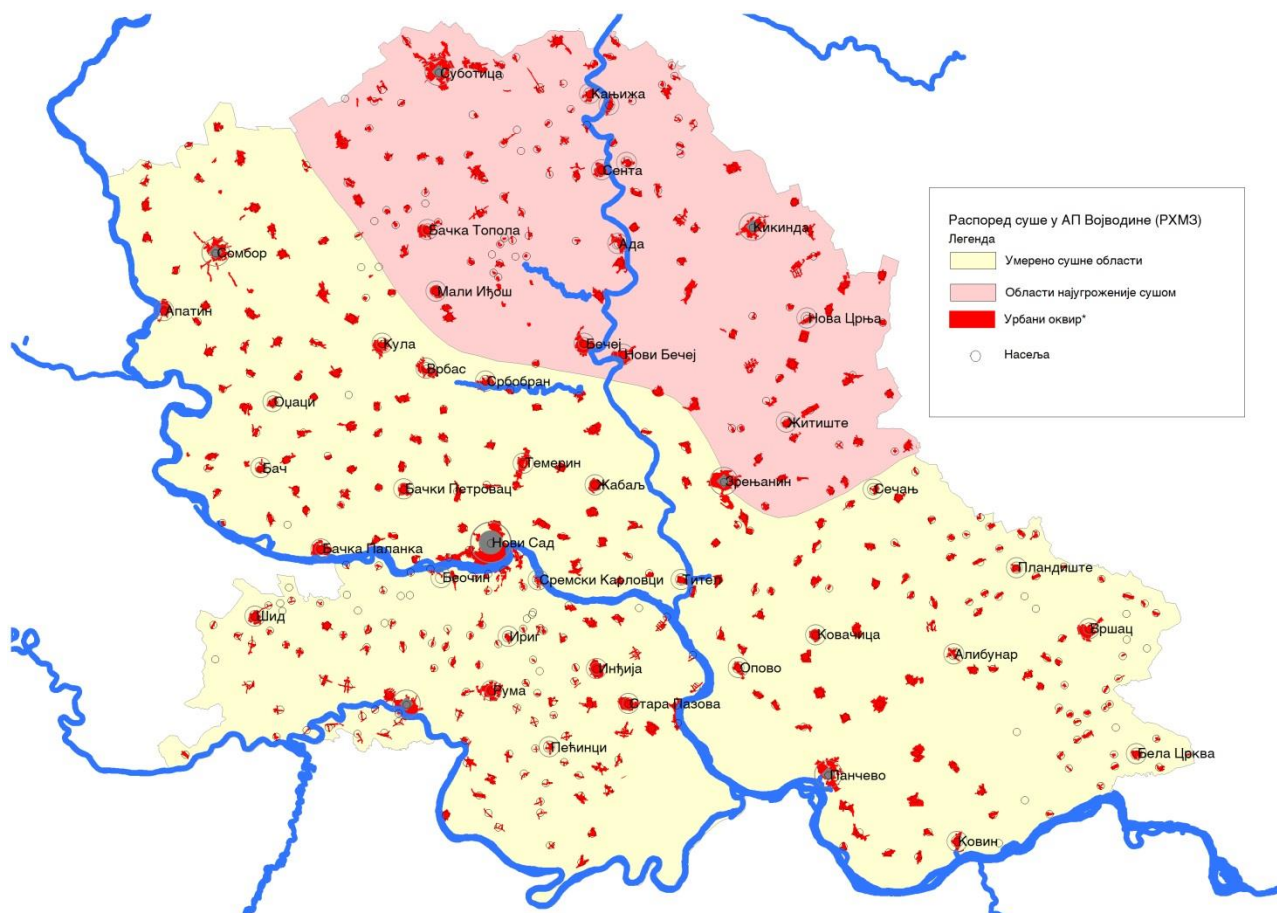 Суботица
Кањижа
Сента
Кикинда
Бачка Топола
Ада
Сомбор
Мали Иђош
Апатин
Нова Црња
Кула
Бечеј
Нови Бечеј
Врбас
Србобран
Оџаци
Житиште
Бач
Темерин
Бачки Петровац
Жабаљ
Зрењанин
Сечањ
Бачка Паланка
Нови Сад
Беочин
Сремски Карловци
Тител
Пландиште
Шид
Ириг
Ковачица
Вршац
Алибунар
Инђија
Опово
Рума
Стара Пазова
Пећинци
Бела Црква
Панчево
Ковин
Распоред суше у АП Војводине (РХМЗ)
Легенда
Умерено сушне области
Области најугроженије сушом
Урбани оквир*
Насеља